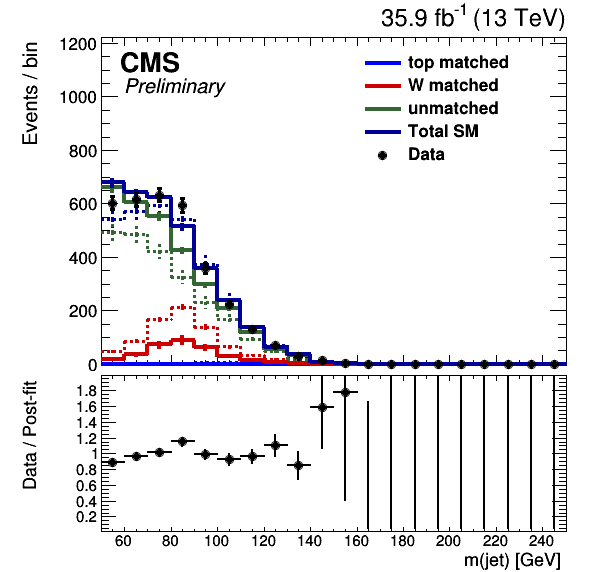 35.9 fb-1 (13 TeV)
CMS
Preliminary
top matched
W matched
unmatched
Total SM
Data
Events / bin
1200
1000
800
600
400
200
0
Data / Post-fit
1.8
1.6
1.4
1.2
1
0.8
0.6
0.4
0.2
60 80 100 120 140 160 180 200 220 240
m(jet) [GeV]